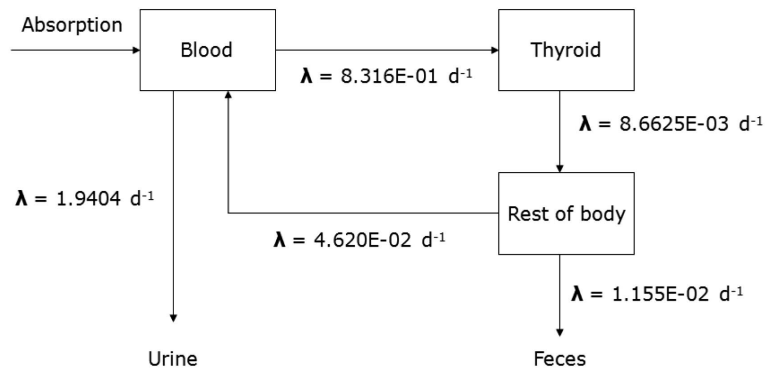 Absorption
Blood
Thyroid
λ = 8.316E-01 d⁻¹
λ = 8.6625E-03 d⁻¹
λ = 1.9404 d⁻¹
Rest of body
λ = 4.620E-02 d⁻¹
λ = 1.155E-02 d⁻¹
Urine
Feces